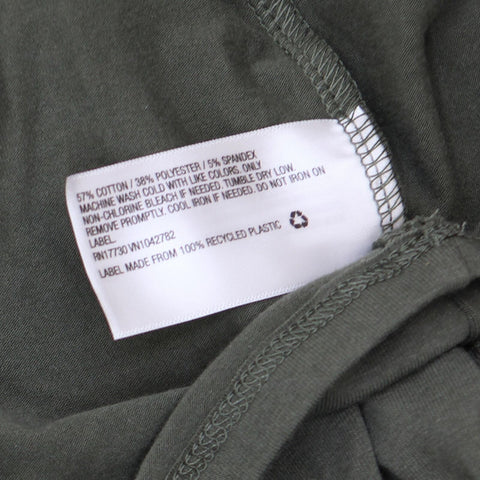 57% COTTON / 38% POLYESTER / 5% SPANDEX
MACHINE WASH COLD WITH LIKE COLORS. ONLY
NON-CHLORINE BLEACH IF NEEDED. TUMBLE DRY LOW.
REMOVE PROMPTLY. COOL IRON IF NEEDED. DO NOT IRON ON
LABEL.
RN17730 VN1042782
LABEL MADE FROM 100% RECYCLED PLASTIC